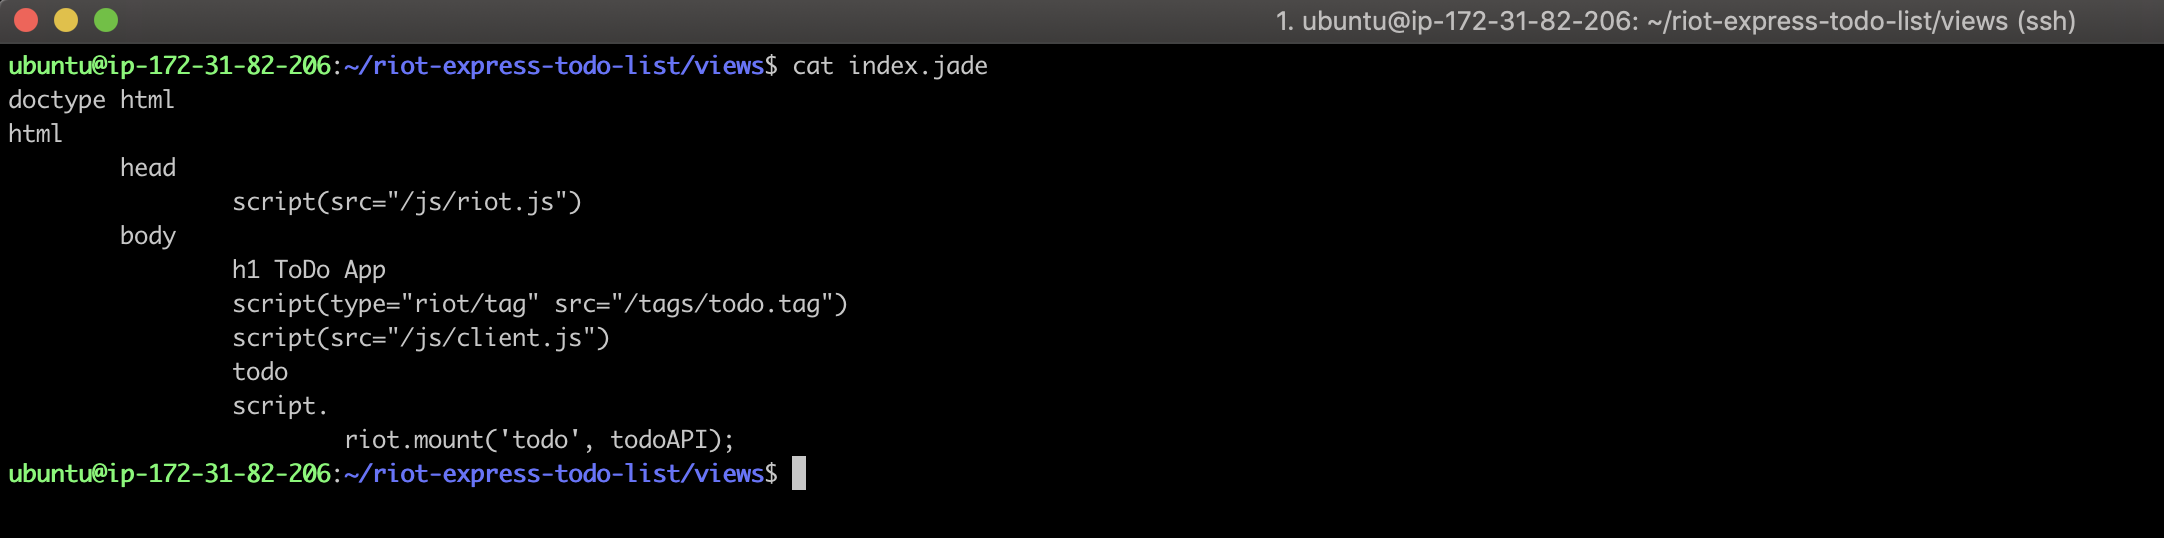 1. ubuntu@ip-172-31-82-206: ~/riot-express-todo-list/views (ssh)
ubuntu@ip-172-31-82-206:~/riot-express-todo-list/views$ cat index.jade
doctype html
html
        head
                script(src="/js/riot.js")
        body
                h1 ToDo App
                script(type="riot/tag" src="/tags/todo.tag")
                script(src="/js/client.js")
                todo
                script.
                        riot.mount('todo', todoAPI);
ubuntu@ip-172-31-82-206:~/riot-express-todo-list/views$